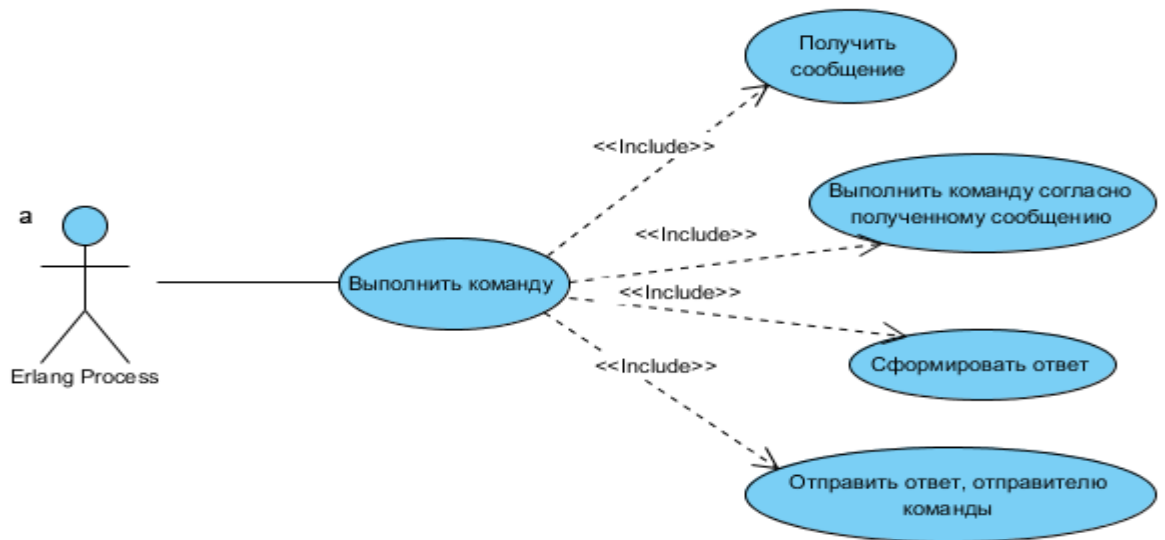 Получить
сообщение
<<Include>>
Выполнить команду согласно
полученному сообщению
<<Include>>
a
Выполнить команду
<<Include>>
Erlang Process
<<Include>>
Сформировать ответ
Отправить ответ, отправителю
команды